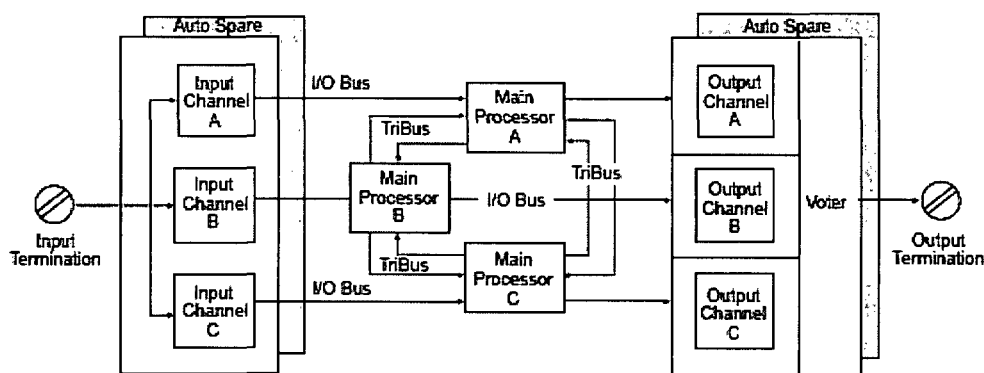 Auto Spare
Auto Spare
Input
Channel
A
I/O Bus
Main
Processor
A
Output
Channel
A
TriBus
TriBus
Input
Channel
B
Main
Processor
B
I/O Bus
Output
Channel
B
Voter
Input
Termination
Output
Termination
TriBus
Input
Channel
C
I/O Bus
Main
Processor
C
Output
Channel
C